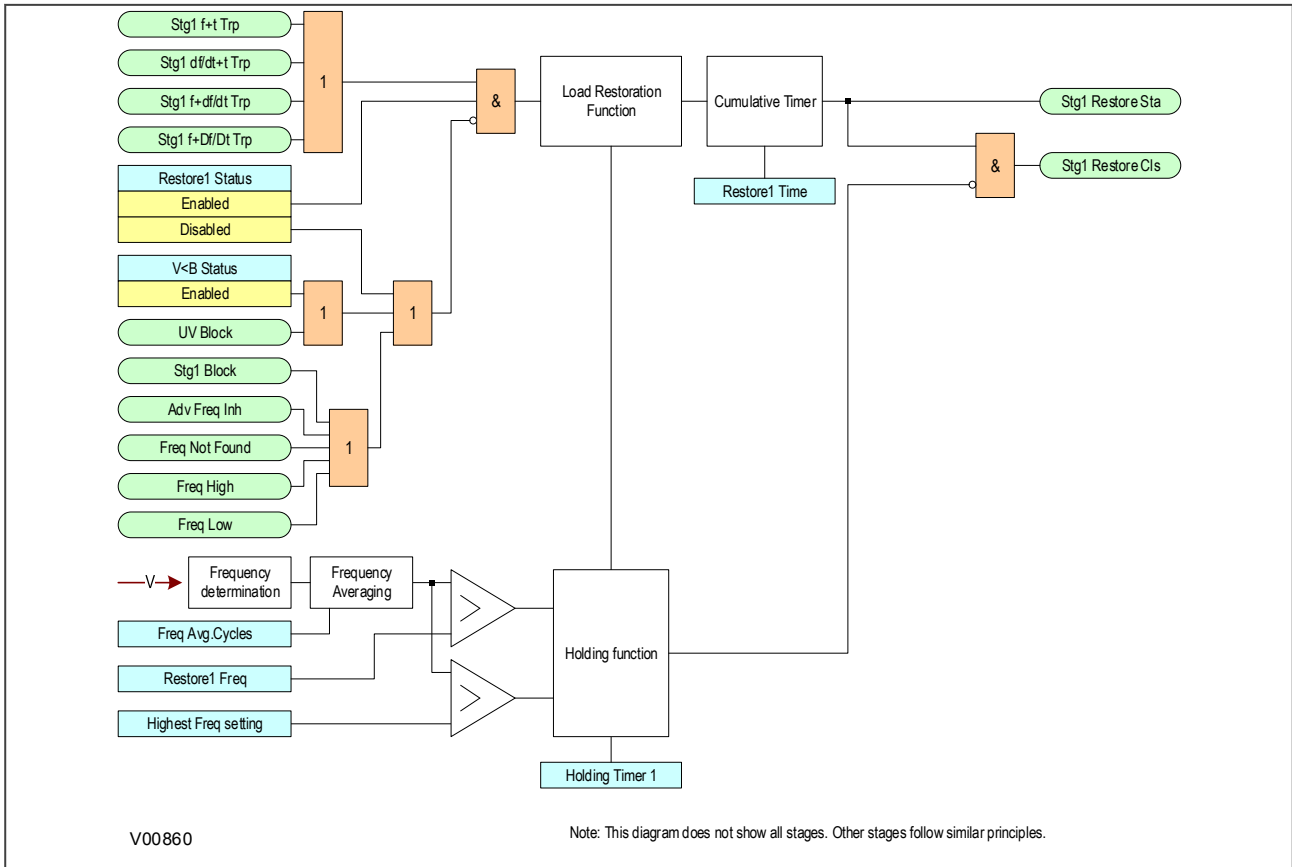 Stg1 f+t Trp
Stg1 df/dt+t Trp
Stg1 f+df/dt Trp
Stg1 f+Df/Dt Trp
1
&
Load Restoration
Function
Cumulative Timer
Restore1 Time
Stg1 Restore Sta
&
Stg1 Restore Cls
Restore1 Status
Enabled
Disabled
V<B Status
Enabled
UV Block
1
1
Stg1 Block
Adv Freq Inh
Freq Not Found
Freq High
Freq Low
1
V
Frequency
determination
Frequency
Averaging
Freq Avg.Cycles
Restore1 Freq
Highest Freq setting
>
>
Holding function
Holding Timer 1
V00860
Note: This diagram does not show all stages. Other stages follow similar principles.